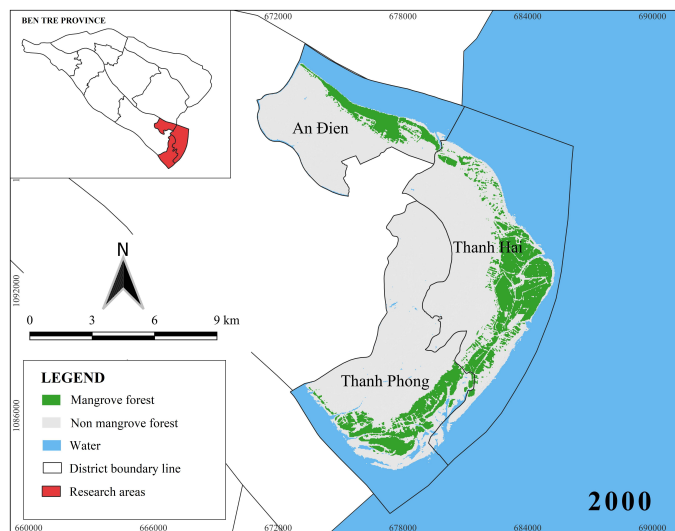 BEN TRE PROVINCE
672000
678000
684000
690000
An Đien
Thanh Hai
N
1092000
0 3 6 9 km
Thanh Phong
LEGEND
Mangrove forest
Non mangrove forest
Water
District boundary line
Research areas
1086000
2000
660000
666000
672000
678000
684000
690000